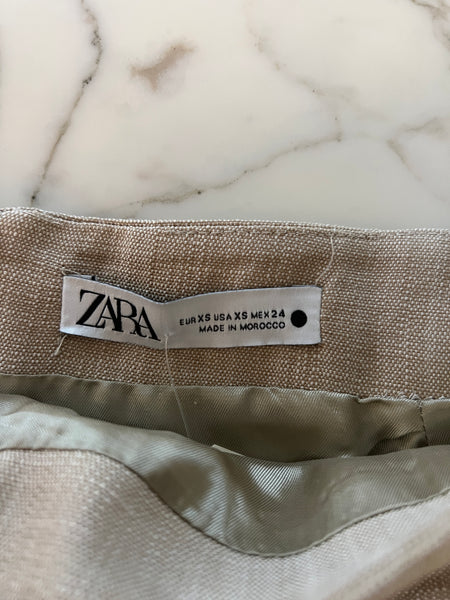 ZARA
EUR XS USA XS MEX 24
MADE IN MOROCCO